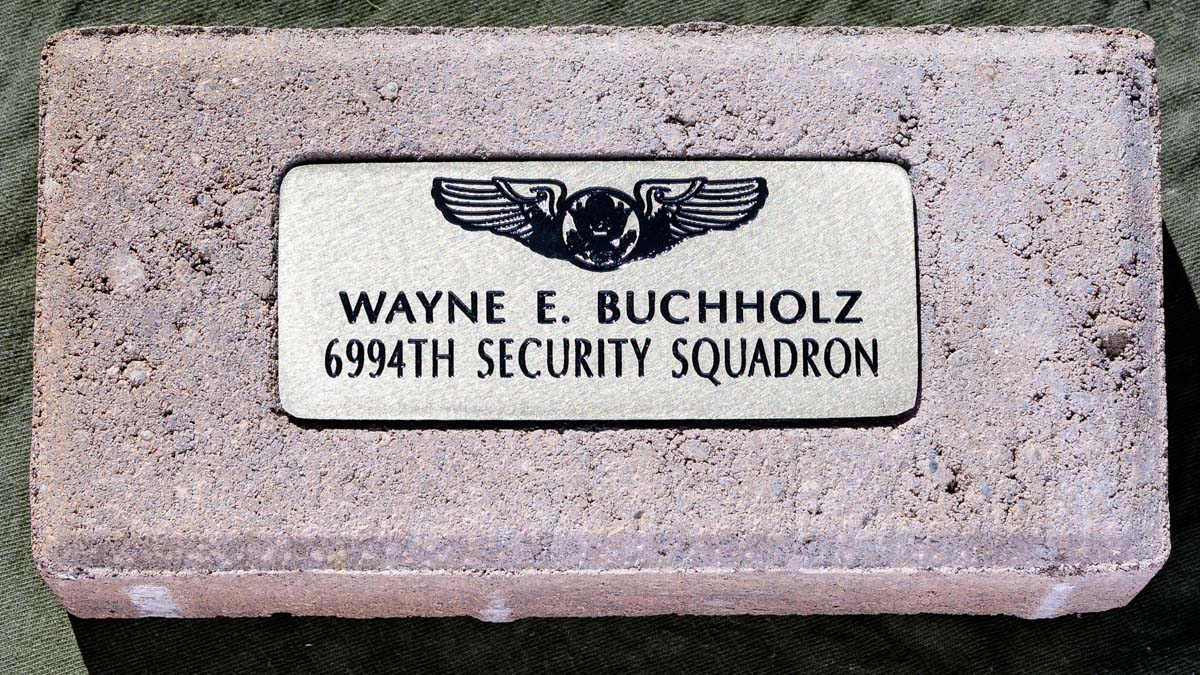 WAYNE E. BUCHHOLZ
6994TH SECURITY SQUADRON